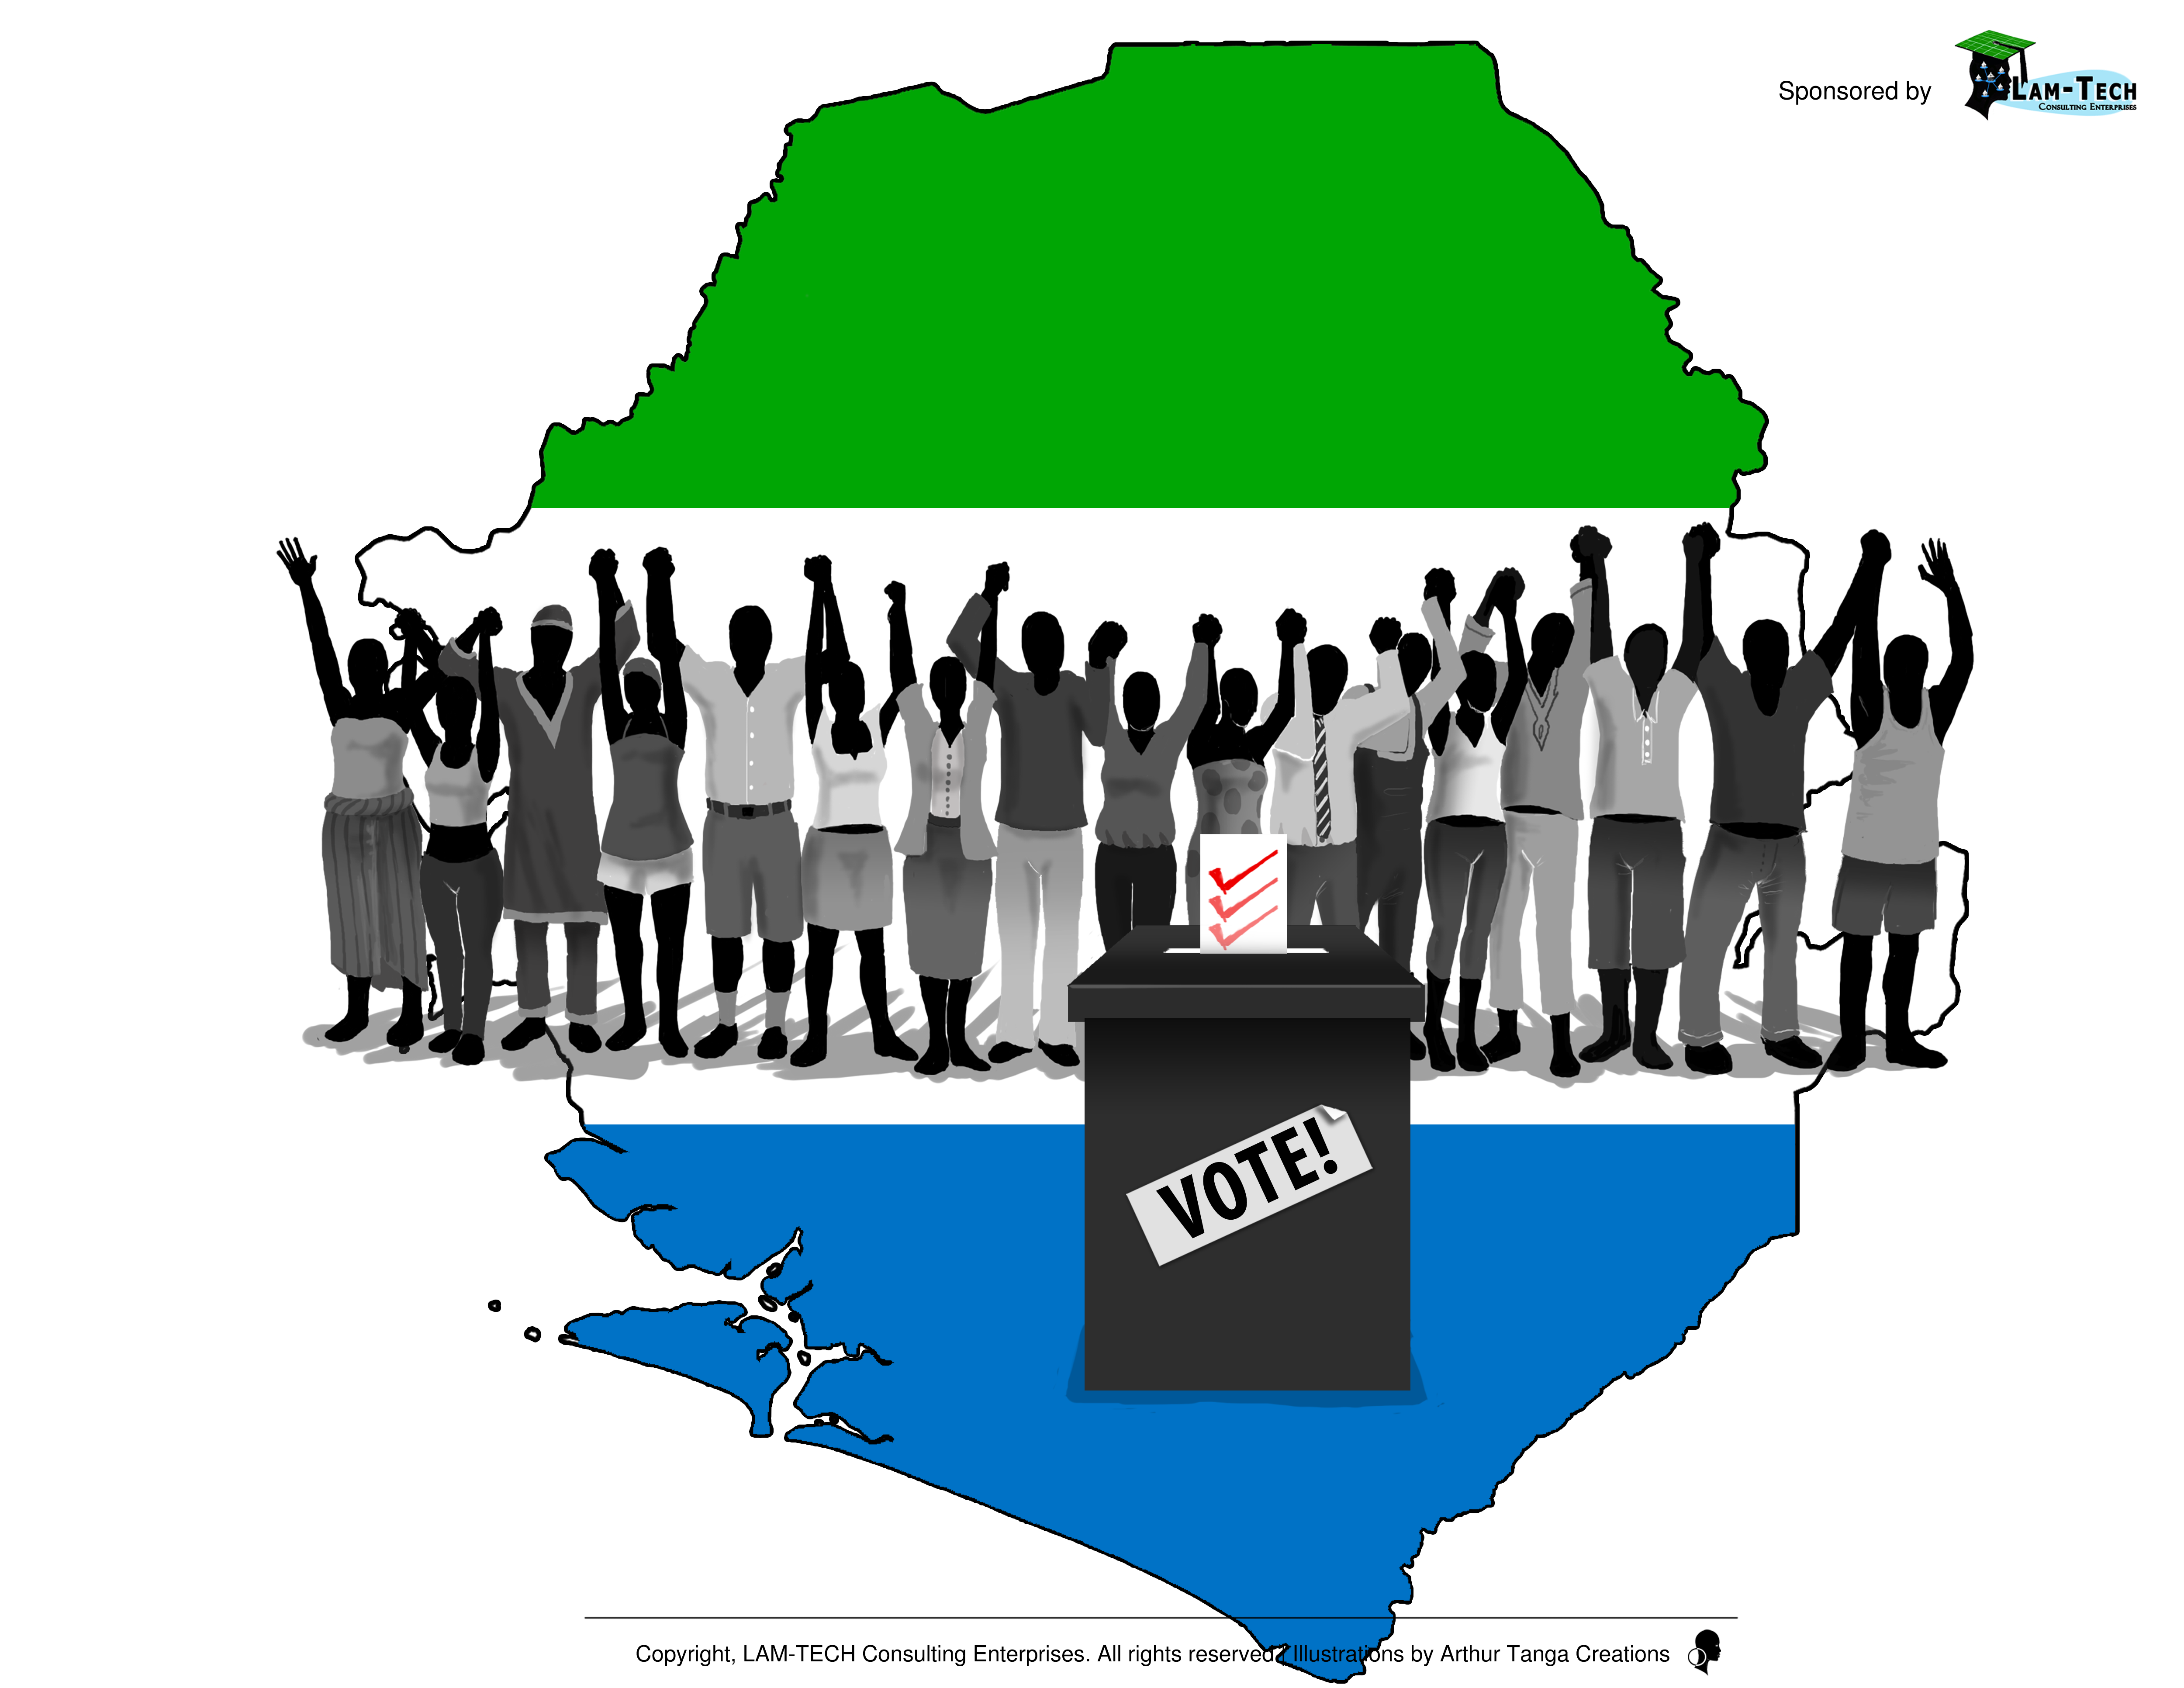 Sponsored by
LAM-TECH
CONSULTING ENTERPRISES
VOTE!
Copyright, LAM-TECH Consulting Enterprises. All rights reserved / Illustrations by Arthur Tanga Creations